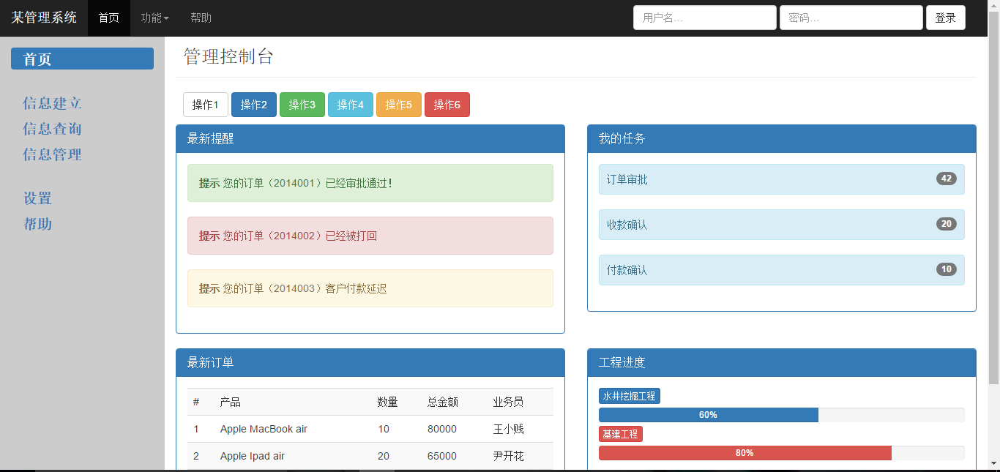 某管理系统 首页 功能 帮助 用户名... 密码... 登录
首页
信息建立
信息查询
信息管理
设置
帮助
管理控制台
操作1 操作2 操作3 操作4 操作5 操作6
最新提醒
提示 您的订单（2014001）已经审批通过！
提示 您的订单（2014002）已经被打回
提示 您的订单（2014003）客户付款延迟
我的任务
订单审批 42
收款确认 20
付款确认 10
最新订单
# 产品 数量 总金额 业务员
1 Apple MacBook air 10 80000 王小贱
2 Apple Ipad air 20 65000 尹开花
工程进度
水井挖掘工程
60%
基建工程
80%